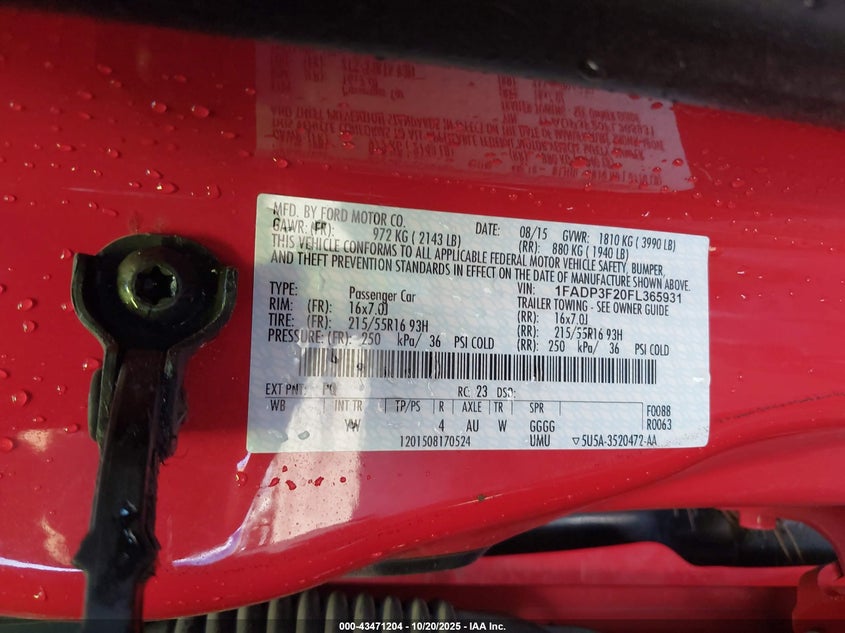 MFD. BY FORD MOTOR CO.
DATE: 08/15 GVWR: 1810 KG ( 3990 LB)
GAWR: (FR) 972 KG ( 2143 LB) (RR): 880 KG ( 1940 LB)
THIS VEHICLE CONFORMS TO ALL APPLICABLE FEDERAL MOTOR VEHICLE SAFETY, BUMPER,
AND THEFT PREVENTION STANDARDS IN EFFECT ON THE DATE OF MANUFACTURE SHOWN ABOVE.
VIN: 1FADP3F20FL365931
TYPE: Passenger Car TRAILER TOWING - SEE OWNER GUIDE
RIM: (FR): 16x7.0J (RR): 16x7.0J
TIRE: (FR): 215/55R16 93H (RR): 215/55R16 93H
PRESSURE: (FR): 250 kPa/ 36 PSI COLD (RR): 250 kPa/ 36 PSI COLD
EXT PNT: PQ RC: 23 DSO:
WB INT TR TP/PS R AXLE TR SPR F0088
YW 4 AU W GGGG R0063
1201508170524 UMU 5U5A-3520472-AA
000-43471204 | 10/20/2025 - IAA Inc.